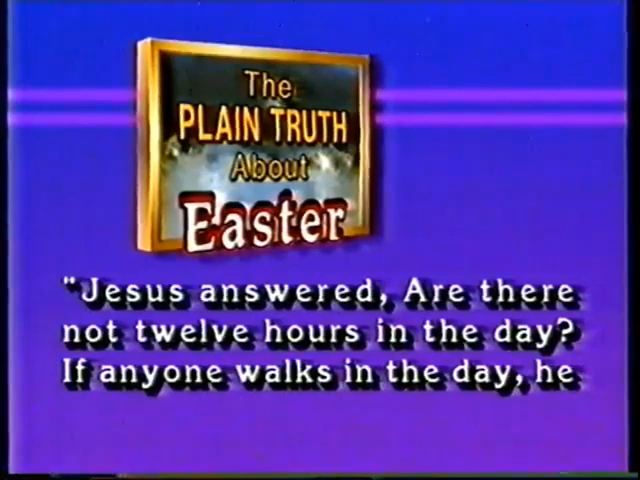 The
PLAIN TRUTH
About
Easter
"Jesus answered, Are there
not twelve hours in the day?
If anyone walks in the day, he